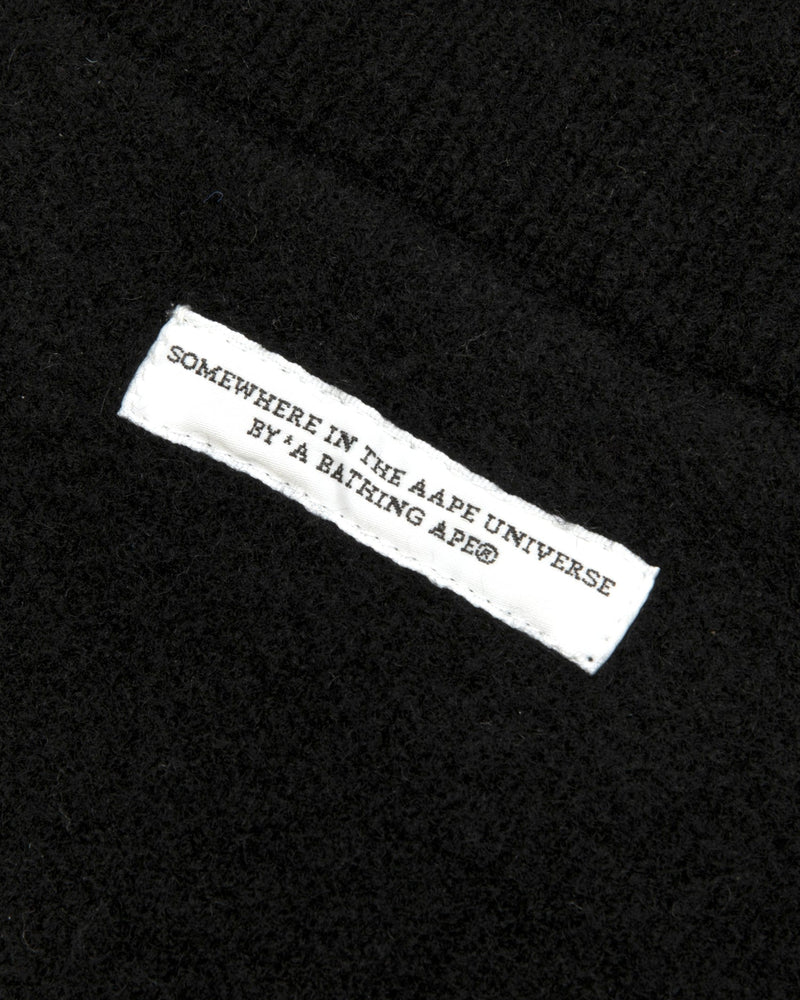 SOMEWHERE IN THE AAPE UNIVERSE
BY *A BATHING APE®